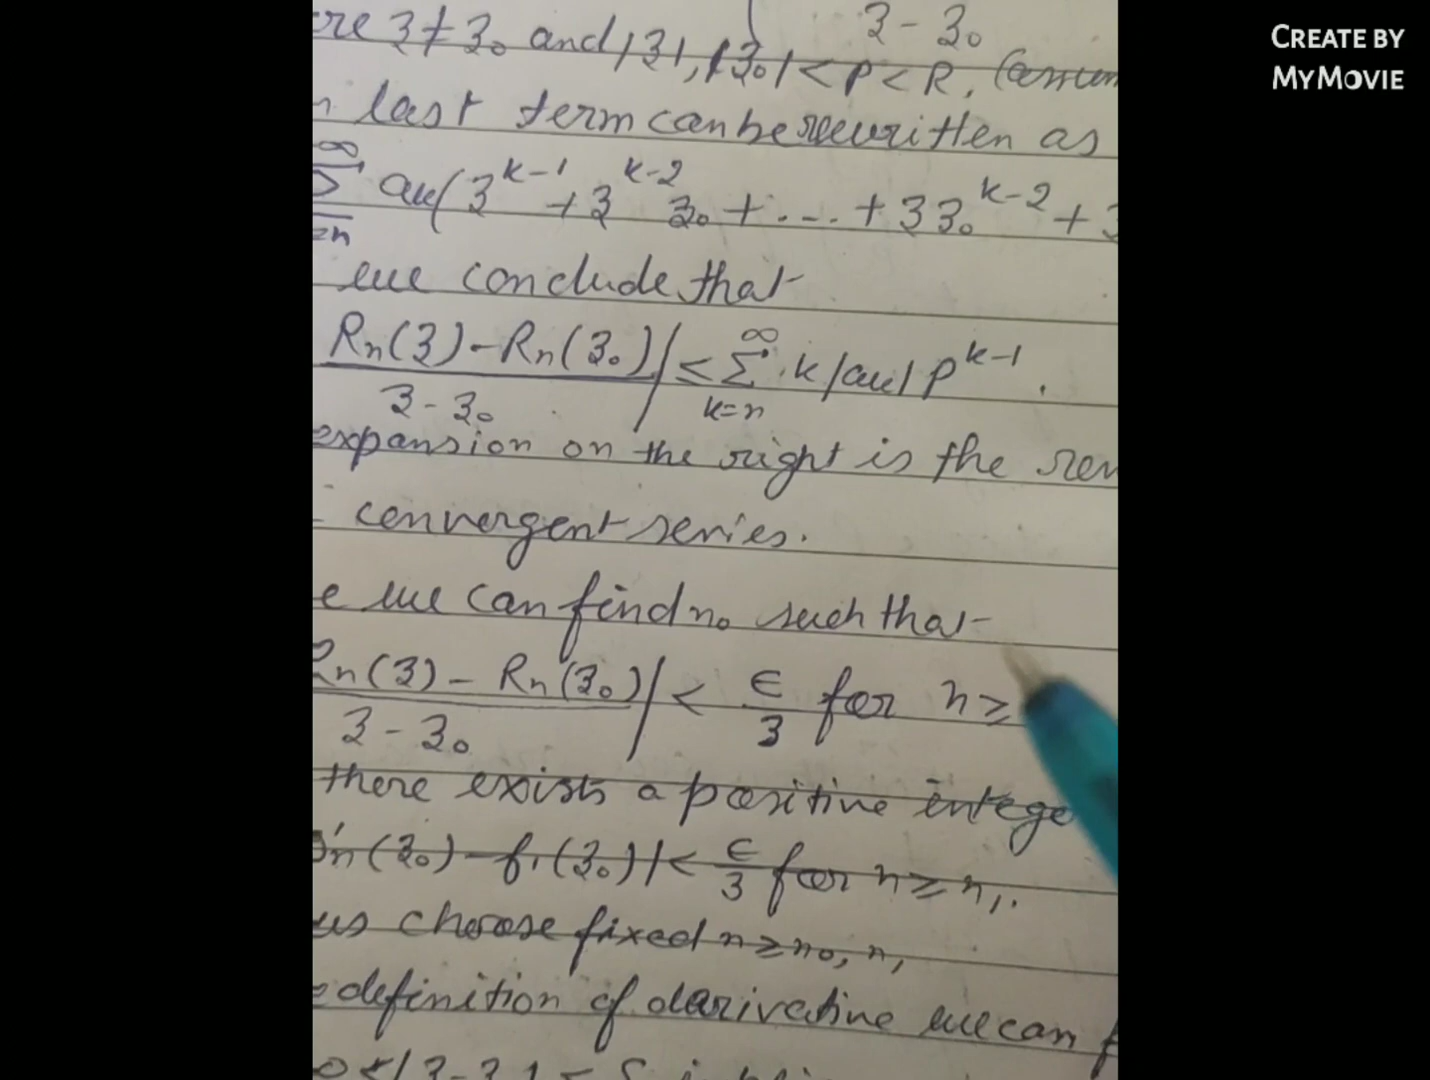 CREATE BY
MYMOVIE
re z ≠ z₀ and |z|, |z₀| < ρ < R. (assum
z - z₀
last term can be rewritten as
∞ Σ =n ak(z^k-1 + z^k-2 z₀ + .... + z z₀^k-2 + z
we conclude that
Rn(z) - Rn(z₀) / z - z₀ | ≤ ∞ Σ k=n k |ak| ρ^k-1.
expansion on the right is the rem
convergent series.
e we can find n₀ such that
Rn(z) - Rn(z₀) / z - z₀ | < ε/3 for n ≥
there exists a positive intege
s'n(z₀) - f₁(z₀) | < ε/3 for n ≥ n₁.
us choose fixed n ≥ n₀, n₁
e definition of darivative we can f